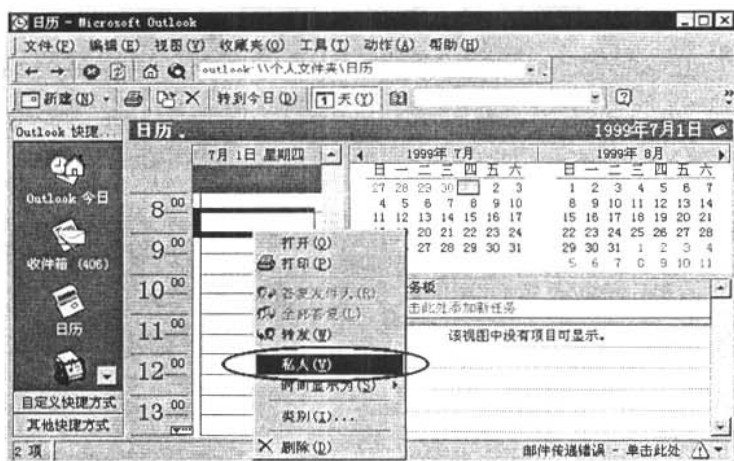 日历 - Microsoft Outlook
文件(F) 编辑(E) 视图(V) 收藏夹(O) 工具(T) 动作(A) 帮助(H)
outlook:\\个人文件夹\日历
新建(N) 转到今日(D) 1 天(Y)
Outlook 快捷... 日历. 1999年7月1日
Outlook 今日
收件箱 (406)
日历
自定义快捷方式
其他快捷方式
7月 1日 星期四
8 00
9 00
10 00
11 00
12 00
13 00
1999年 7月
日 一 二 三 四 五 六
27 28 29 30 2 3
4 5 6 7 8 9 10
11 12 13 14 15 16 17
20 21 22 23 24
27 28 29 30 31
1999年 8月
日 一 二 三 四 五 六
1 2 3 4 5 6 7
8 9 10 11 12 13 14
15 16 17 18 19 20 21
22 23 24 25 26 27 28
29 30 31 1 2 3 4
5 6 7 8 9 10 11
打开(O)
打印(P)
答复发件人(R)
全部答复(L)
转发(W)
私人(V)
时间显示为(S)
类别(I)...
删除(D)
务板
击此处添加新任务
该视图中没有项目可显示。
2 项 邮件传递错误 - 单击此处